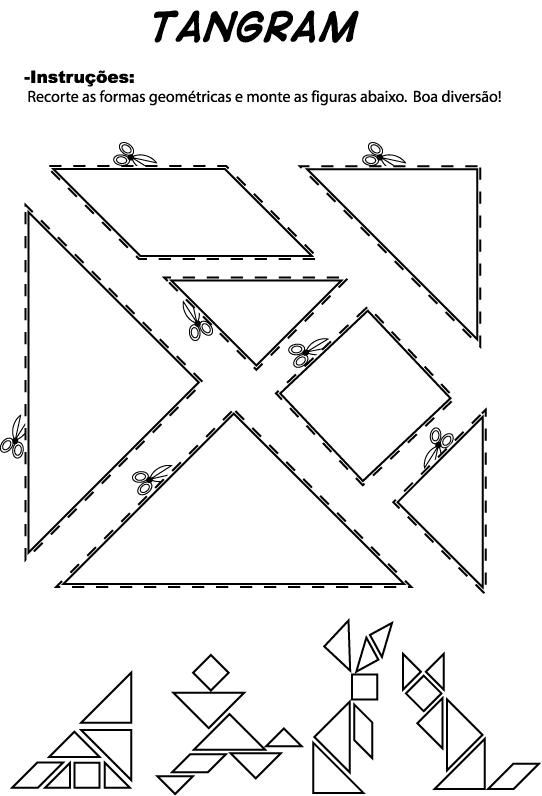 TANGRAM
-Instruções:
Recorte as formas geométricas e monte as figuras abaixo. Boa diversão!